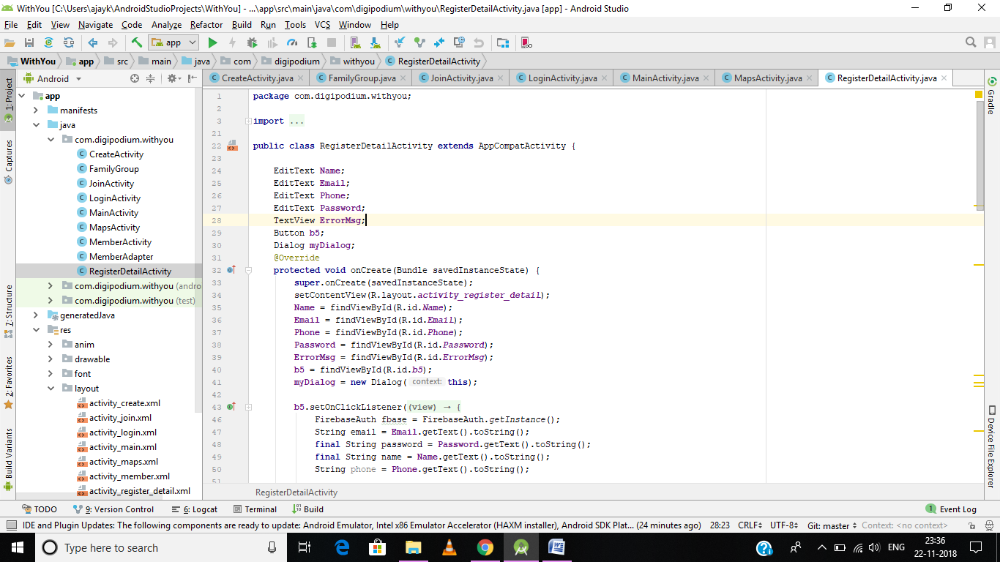 WithYou [C:\Users\ajayk\AndroidStudioProjects\WithYou] - ...\app\src\main\java\com\digipodium\withyou\RegisterDetailActivity.java [app] - Android Studio
File Edit View Navigate Code Analyze Refactor Build Run Tools VCS Window Help
app
WithYou app src main java com digipodium withyou RegisterDetailActivity
Android
CreateActivity.java FamilyGroup.java JoinActivity.java LoginActivity.java MainActivity.java MapsActivity.java RegisterDetailActivity.java
1: Project
Captures
7: Structure
2: Favorites
Build Variants
app
manifests
java
com.digipodium.withyou
CreateActivity
FamilyGroup
JoinActivity
LoginActivity
MainActivity
MapsActivity
MemberActivity
MemberAdapter
RegisterDetailActivity
com.digipodium.withyou (andro
com.digipodium.withyou (test)
generatedJava
res
anim
drawable
font
layout
activity_create.xml
activity_join.xml
activity_login.xml
activity_main.xml
activity_maps.xml
activity_member.xml
activity_register_detail.xml
1 package com.digipodium.withyou;
2
3 import ...
21
22 public class RegisterDetailActivity extends AppCompatActivity {
23
24 EditText Name;
25 EditText Email;
26 EditText Phone;
27 EditText Password;
28 TextView ErrorMsg;
29 Button b5;
30 Dialog myDialog;
31 @Override
32 protected void onCreate(Bundle savedInstanceState) {
33 super.onCreate(savedInstanceState);
34 setContentView(R.layout.activity_register_detail);
35 Name = findViewById(R.id.Name);
36 Email = findViewById(R.id.Email);
37 Phone = findViewById(R.id.Phone);
38 Password = findViewById(R.id.Password);
39 ErrorMsg = findViewById(R.id.ErrorMsg);
40 b5 = findViewById(R.id.b5);
41 myDialog = new Dialog( context: this);
42
43 b5.setOnClickListener((view) → {
46 FirebaseAuth fbase = FirebaseAuth.getInstance();
47 String email = Email.getText().toString();
48 final String password = Password.getText().toString();
49 final String name = Name.getText().toString();
50 String phone = Phone.getText().toString();
51
RegisterDetailActivity
Gradle
Device File Explorer
TODO 9: Version Control 6: Logcat Terminal Build 1 Event Log
IDE and Plugin Updates: The following components are ready to update: Android Emulator, Intel x86 Emulator Accelerator (HAXM installer), Android SDK Plat... (24 minutes ago) 28:23 CRLF UTF-8 Git: master Context: <no context>
Type here to search
ENG
23:36
22-11-2018